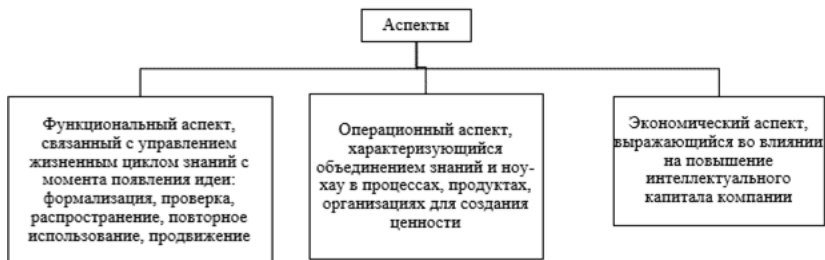 Аспекты
Функциональный аспект,
связанный с управлением
жизненным циклом знаний с
момента появления идеи:
формализация, проверка,
распространение, повторное
использование, продвижение
Операционный аспект,
характеризующийся
объединением знаний и ноу-
хау в процессах, продуктах,
организациях для создания
ценности
Экономический аспект,
выражающийся во влиянии
на повышение
интеллектуального
капитала компании